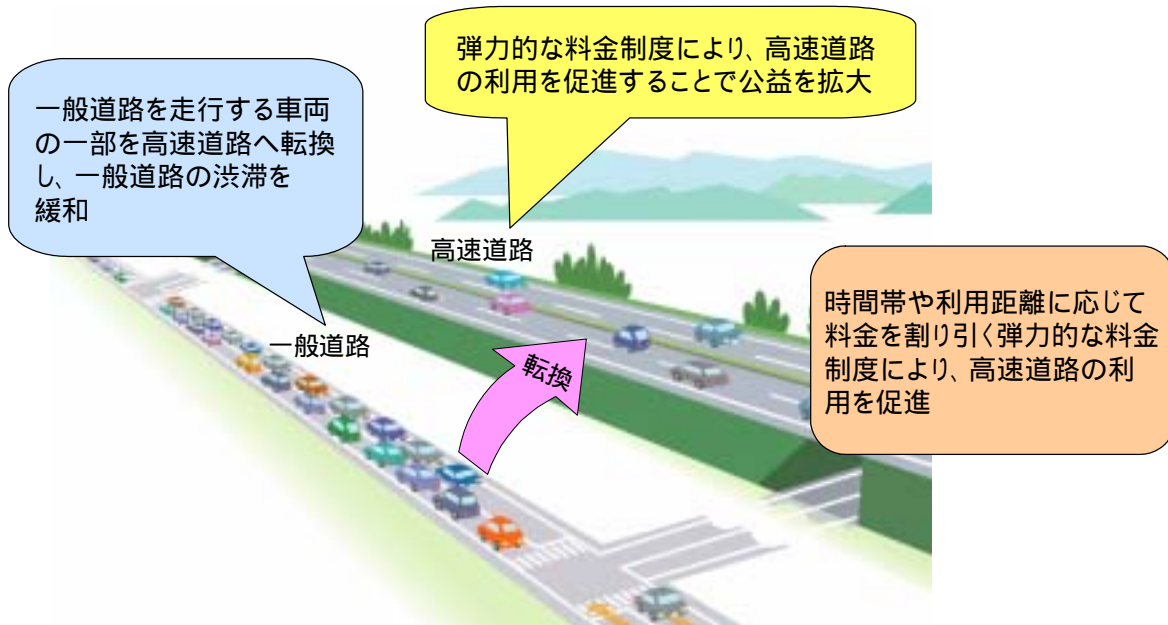 弾力的な料金制度により、高速道路
の利用を促進することで公益を拡大
一般道路を走行する車両
の一部を高速道路へ転換
し、一般道路の渋滞を
緩和
高速道路
一般道路
転換
時間帯や利用距離に応じて
料金を割り引く弾力的な料金
制度により、高速道路の利
用を促進